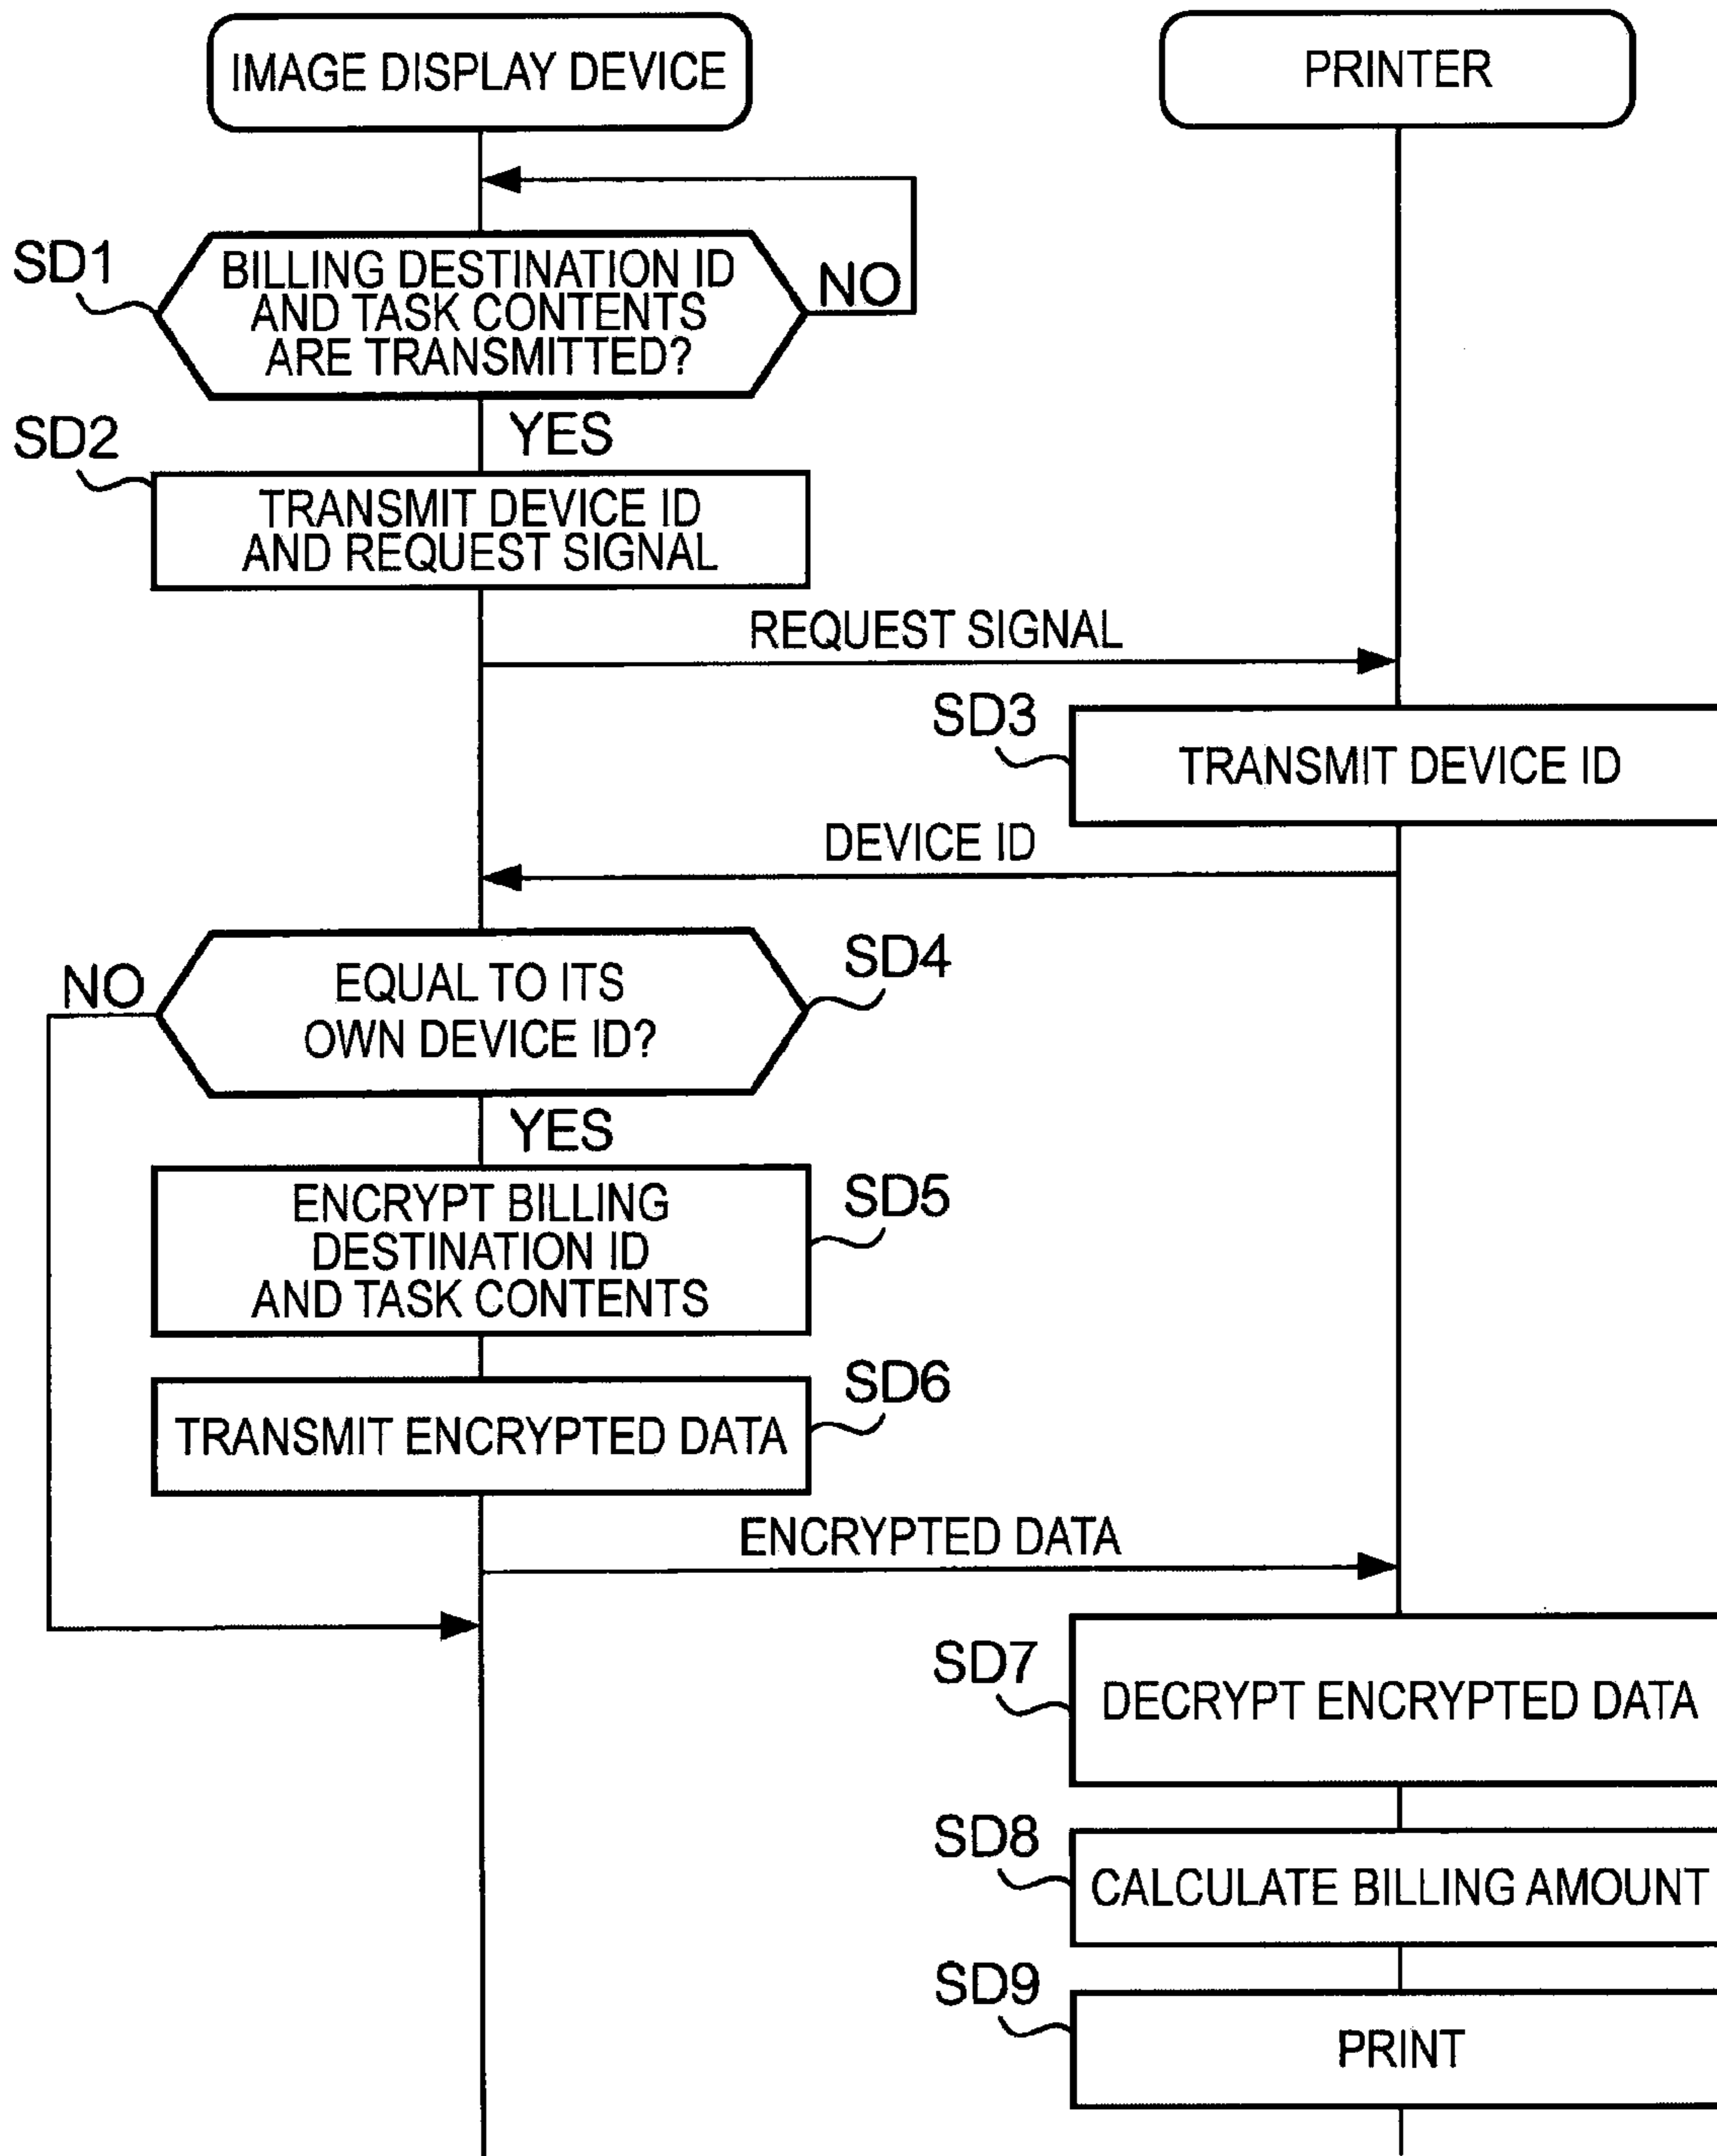 IMAGE DISPLAY DEVICE
PRINTER
SD1
BILLING DESTINATION ID
AND TASK CONTENTS
ARE TRANSMITTED?
NO
YES
SD2
TRANSMIT DEVICE ID
AND REQUEST SIGNAL
REQUEST SIGNAL
SD3
TRANSMIT DEVICE ID
DEVICE ID
NO
EQUAL TO ITS
OWN DEVICE ID?
SD4
YES
ENCRYPT BILLING
DESTINATION ID
AND TASK CONTENTS
SD5
TRANSMIT ENCRYPTED DATA
SD6
ENCRYPTED DATA
SD7
DECRYPT ENCRYPTED DATA
SD8
CALCULATE BILLING AMOUNT
SD9
PRINT